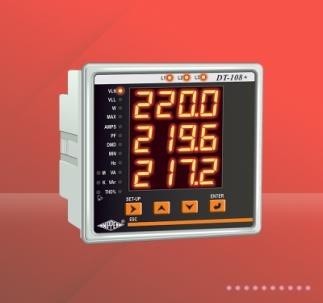 L1 L2 L3 DT-108+
VLN
VLL
W
MAX
AMPS
PF
DMD
MIN
Hz
M VA
K VAr
THD%
220.0
219.6
217.2
SET-UP
ENTER
ESC